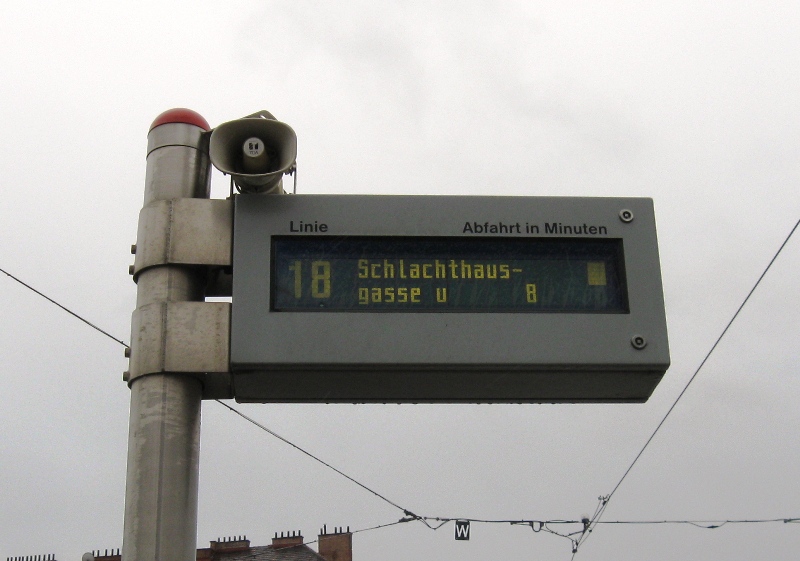 Linie Abfahrt in Minuten
18 Schlachthaus-
gasse U 8
W